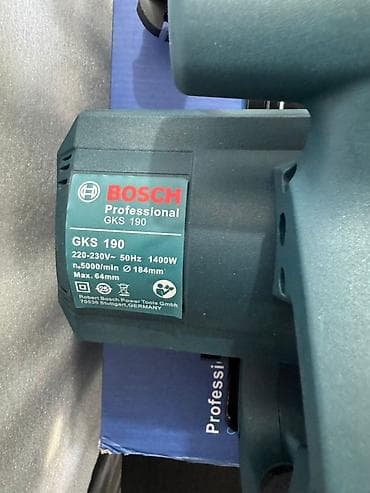 BOSCH
Professional
GKS 190
GKS 190
220-230V~ 50Hz 1400W
n₀5000/min ∅ 184mm
Max. 64mm
25
Robert Bosch Power Tools GmbH
70538 Stuttgart,GERMANY
Professi